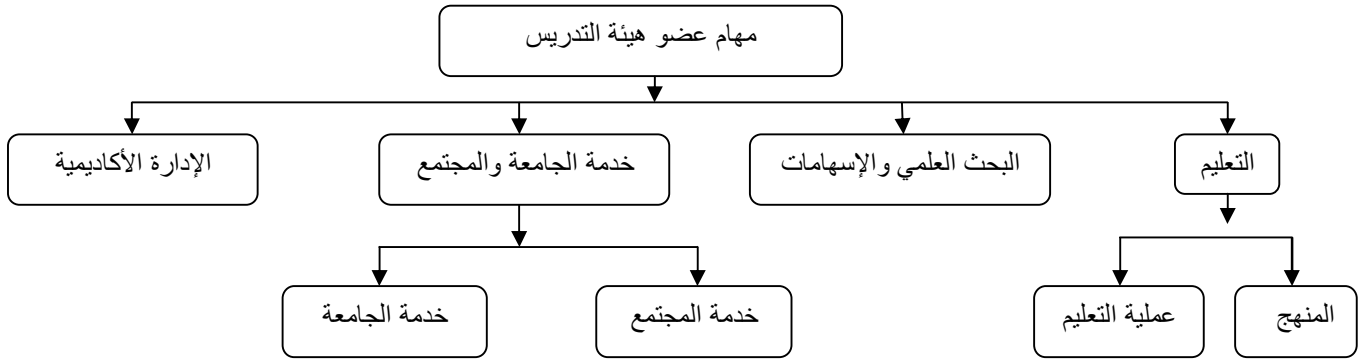 مهام عضو هيئة التدريس
التعليم
البحث العلمي والإسهامات
خدمة الجامعة والمجتمع
الإدارة الأكاديمية
المنهج
عملية التعليم
خدمة المجتمع
خدمة الجامعة